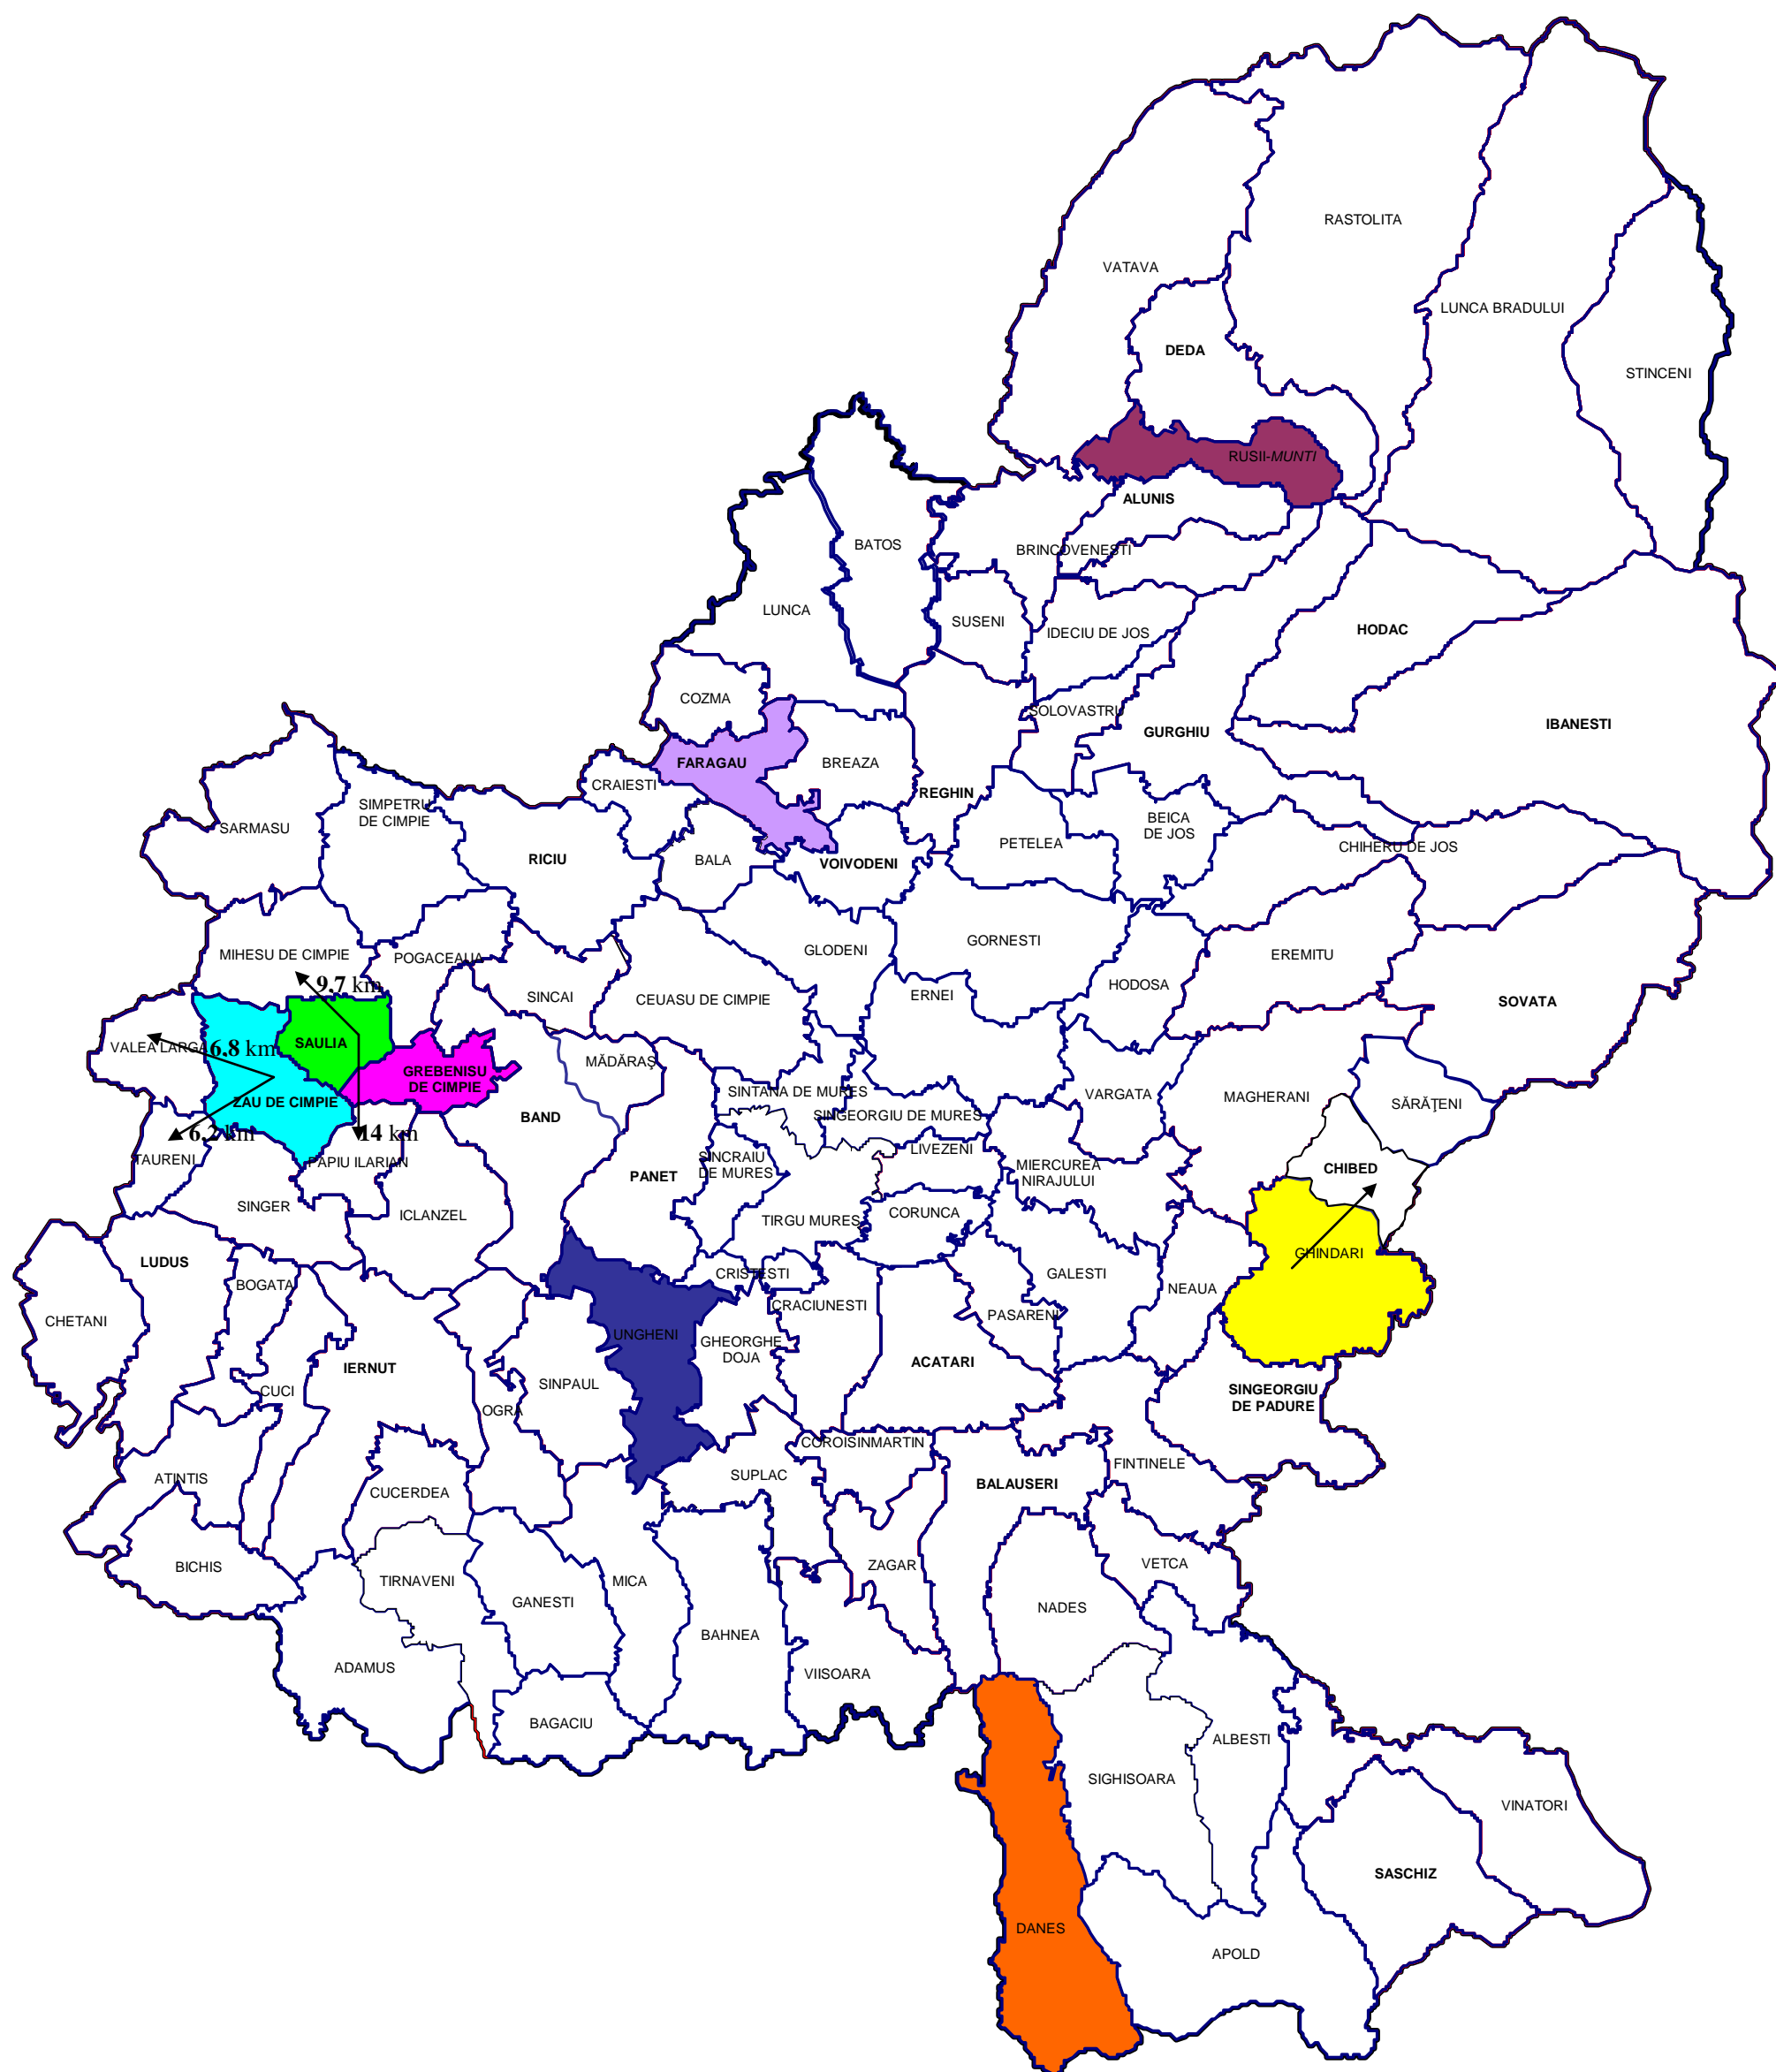 RASTOLITA
VATAVA
LUNCA BRADULUI
DEDA
STINCENI
RUSII-MUNTI
ALUNIS
BATOS
BRINCOVENESTI
LUNCA
SUSENI
IDECIU DE JOS
HODAC
COZMA
SOLOVASTRU
IBANESTI
GURGHIU
FARAGAU
BREAZA
CRAIESTI
REGHIN
SIMPETRU
DE CIMPIE
SARMASU
BEICA
DE JOS
PETELEA
CHIHERU DE JOS
RICIU
BALA
VOIVODENI
GORNESTI
MIHESU DE CIMPIE
POGACEAUA
GLODENI
EREMITU
9.7 km
SINCAI
CEUASU DE CIMPIE
ERNEI
HODOSA
SOVATA
VALEA LARGA
6.8 km
SAULIA
MĂDĂRAŞ
GREBENISU
DE CIMPIE
SINTANA DE MURES
VARGATA
MAGHERANI
SĂRĂŢENI
ZAU DE CIMPIE
BAND
SINGEORGIU DE MURES
6.2 km
14 km
TAURENI
PAPIU ILARIAN
LIVEZENI
SINCRAIU
DE MURES
PANET
MIERCUREA
NIRAJULUI
CHIBED
SINGER
ICLANZEL
TIRGU MURES
CORUNCA
LUDUS
BOGATA
CRISTESTI
GALESTI
GHINDARI
NEAUA
CHETANI
CRACIUNESTI
PASARENI
UNGHENI
GHEORGHE
DOJA
IERNUT
SINPAUL
ACATARI
CUCI
OGRA
SINGEORGIU
DE PADURE
COROISINMARTIN
ATINTIS
CUCERDEA
SUPLAC
BALAUSERI
FINTINELE
BICHIS
TIRNAVENI
GANESTI
MICA
ZAGAR
VETCA
NADES
BAHNEA
ADAMUS
VIISOARA
BAGACIU
ALBESTI
SIGHISOARA
VINATORI
SASCHIZ
DANES
APOLD